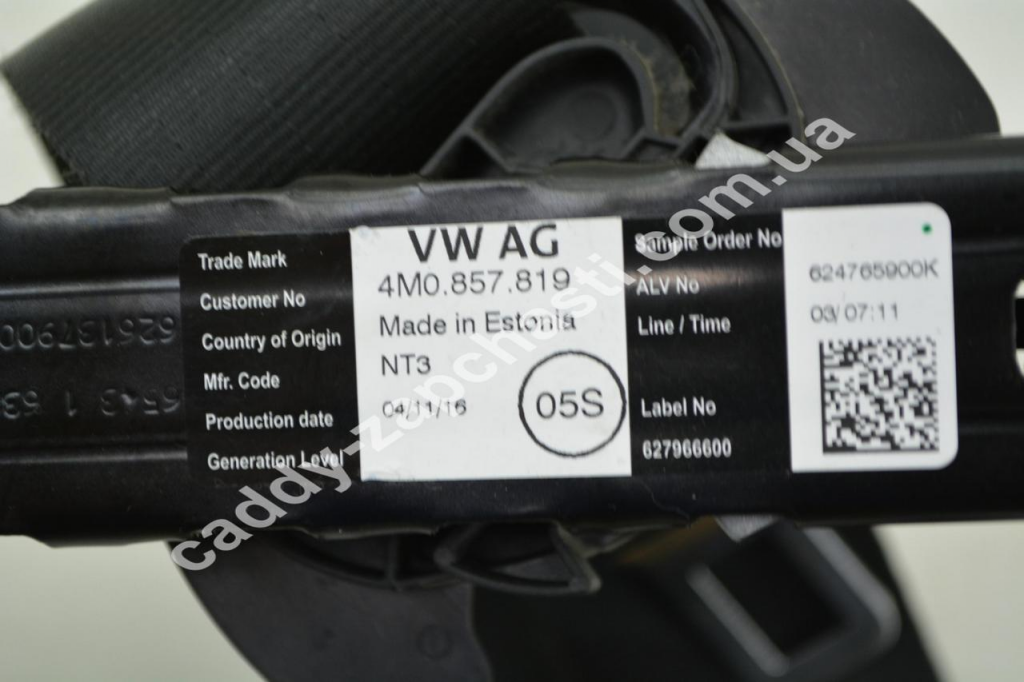 Trade Mark VW AG
Customer No 4M0.857.819
Country of Origin Made in Estonia
Mfr. Code NT3
Production date 04/11/16
Generation Level
05S
Sample Order No
ALV No 624765900K
Line / Time 03/ 07:11
Label No
627966600
caddy-zapchasti.com.ua